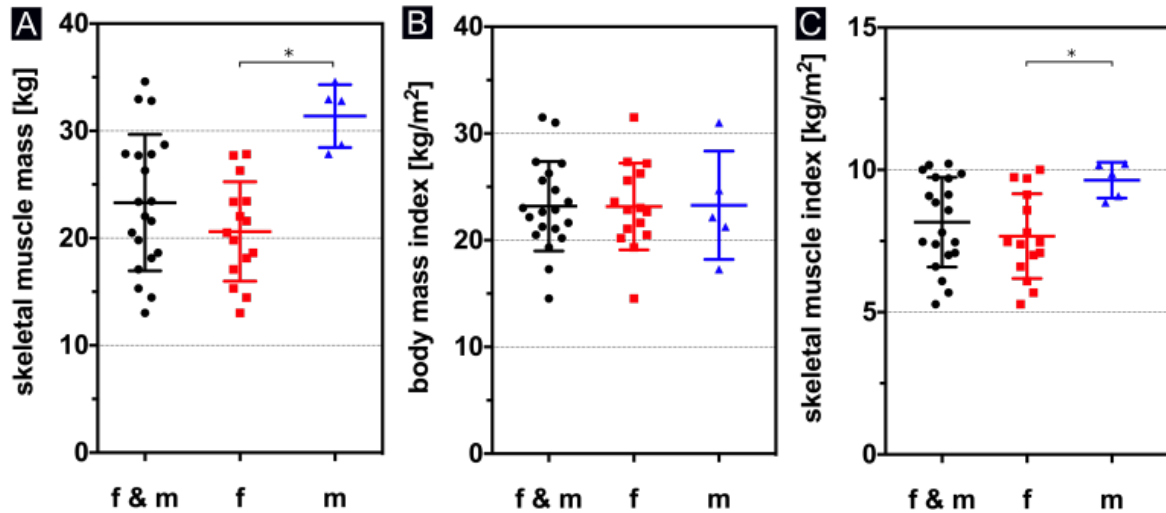 A
skeletal muscle mass [kg]
40
30
20
10
0
*
f & m
f
m
B
body mass index [kg/m²]
40
30
20
10
0
f & m
f
m
C
skeletal muscle index [kg/m²]
15
10
5
0
*
f & m
f
m